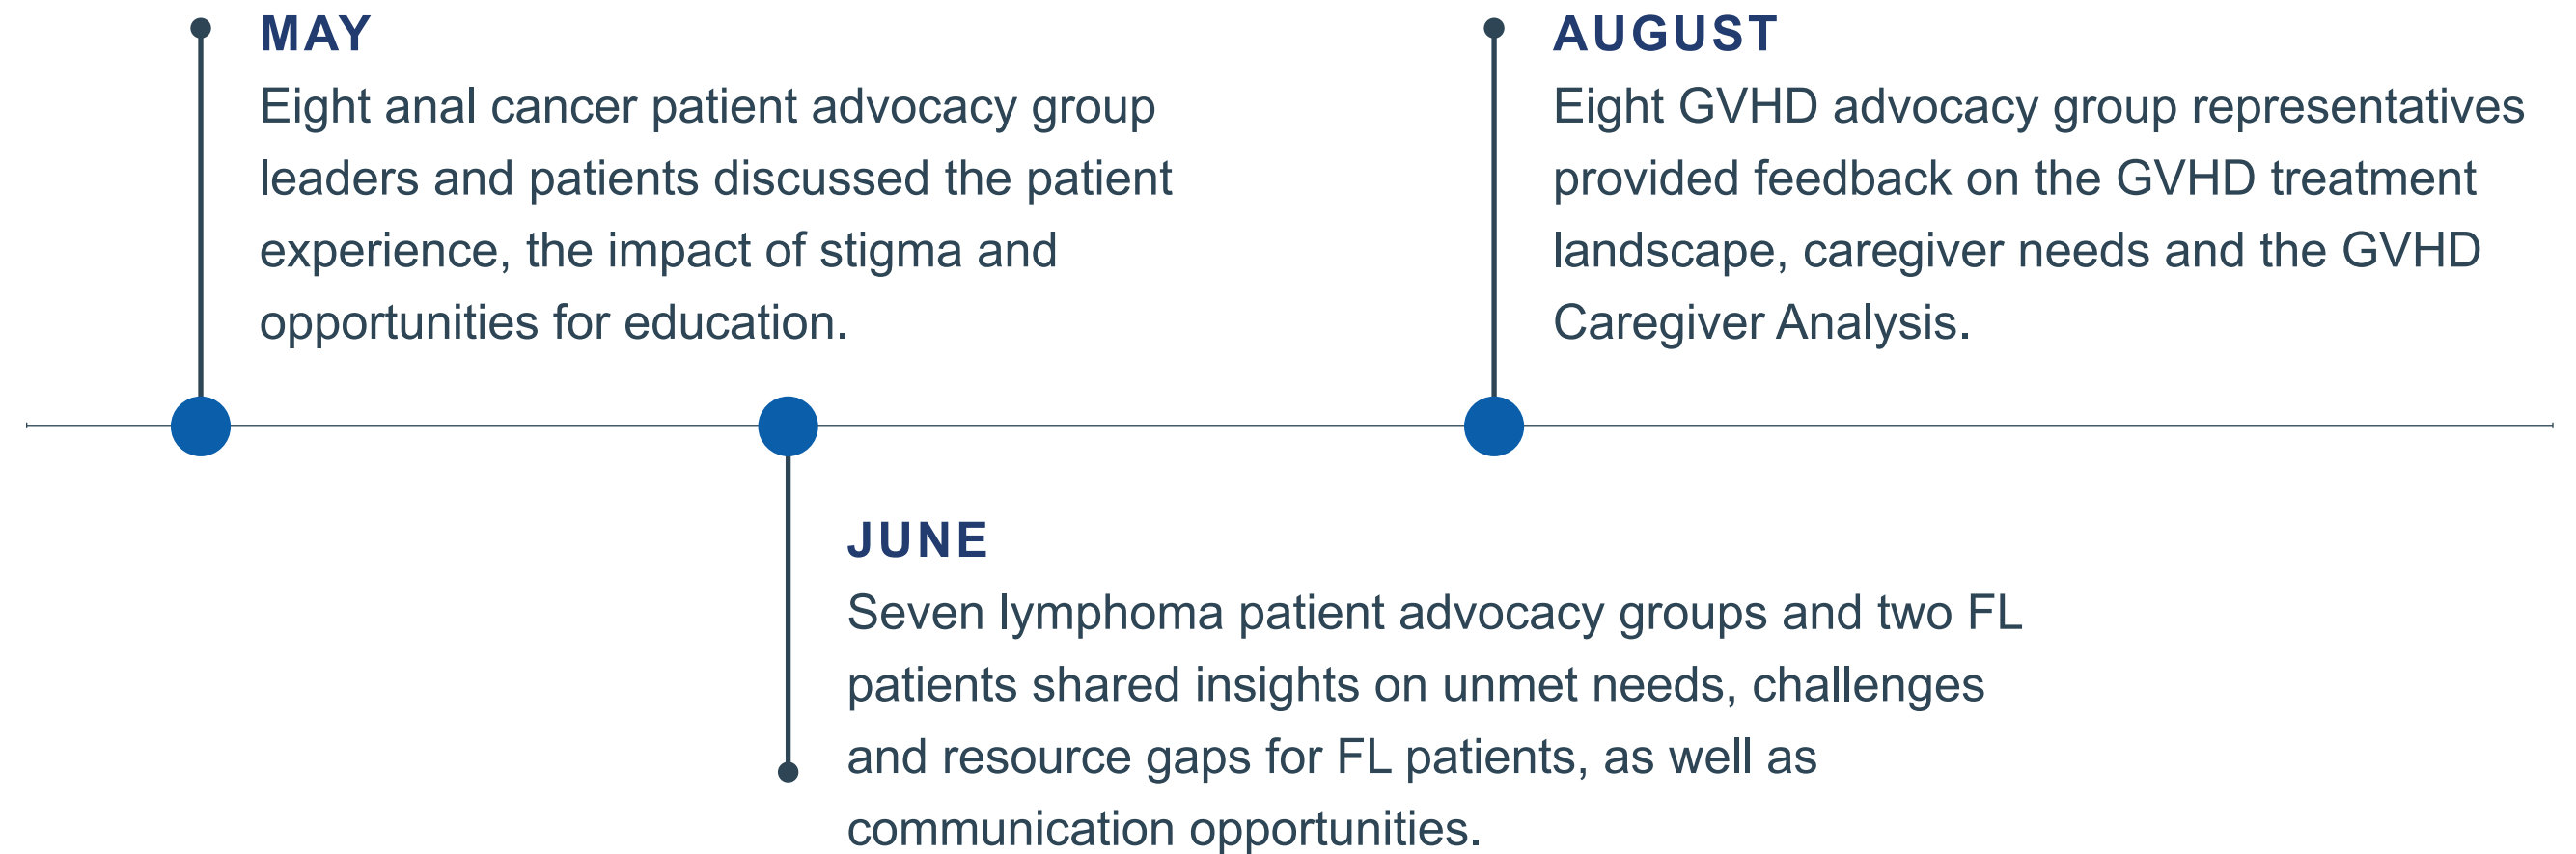 MAY
Eight anal cancer patient advocacy group
leaders and patients discussed the patient
experience, the impact of stigma and
opportunities for education.
JUNE
Seven lymphoma patient advocacy groups and two FL
patients shared insights on unmet needs, challenges
and resource gaps for FL patients, as well as
communication opportunities.
AUGUST
Eight GVHD advocacy group representatives
provided feedback on the GVHD treatment
landscape, caregiver needs and the GVHD
Caregiver Analysis.